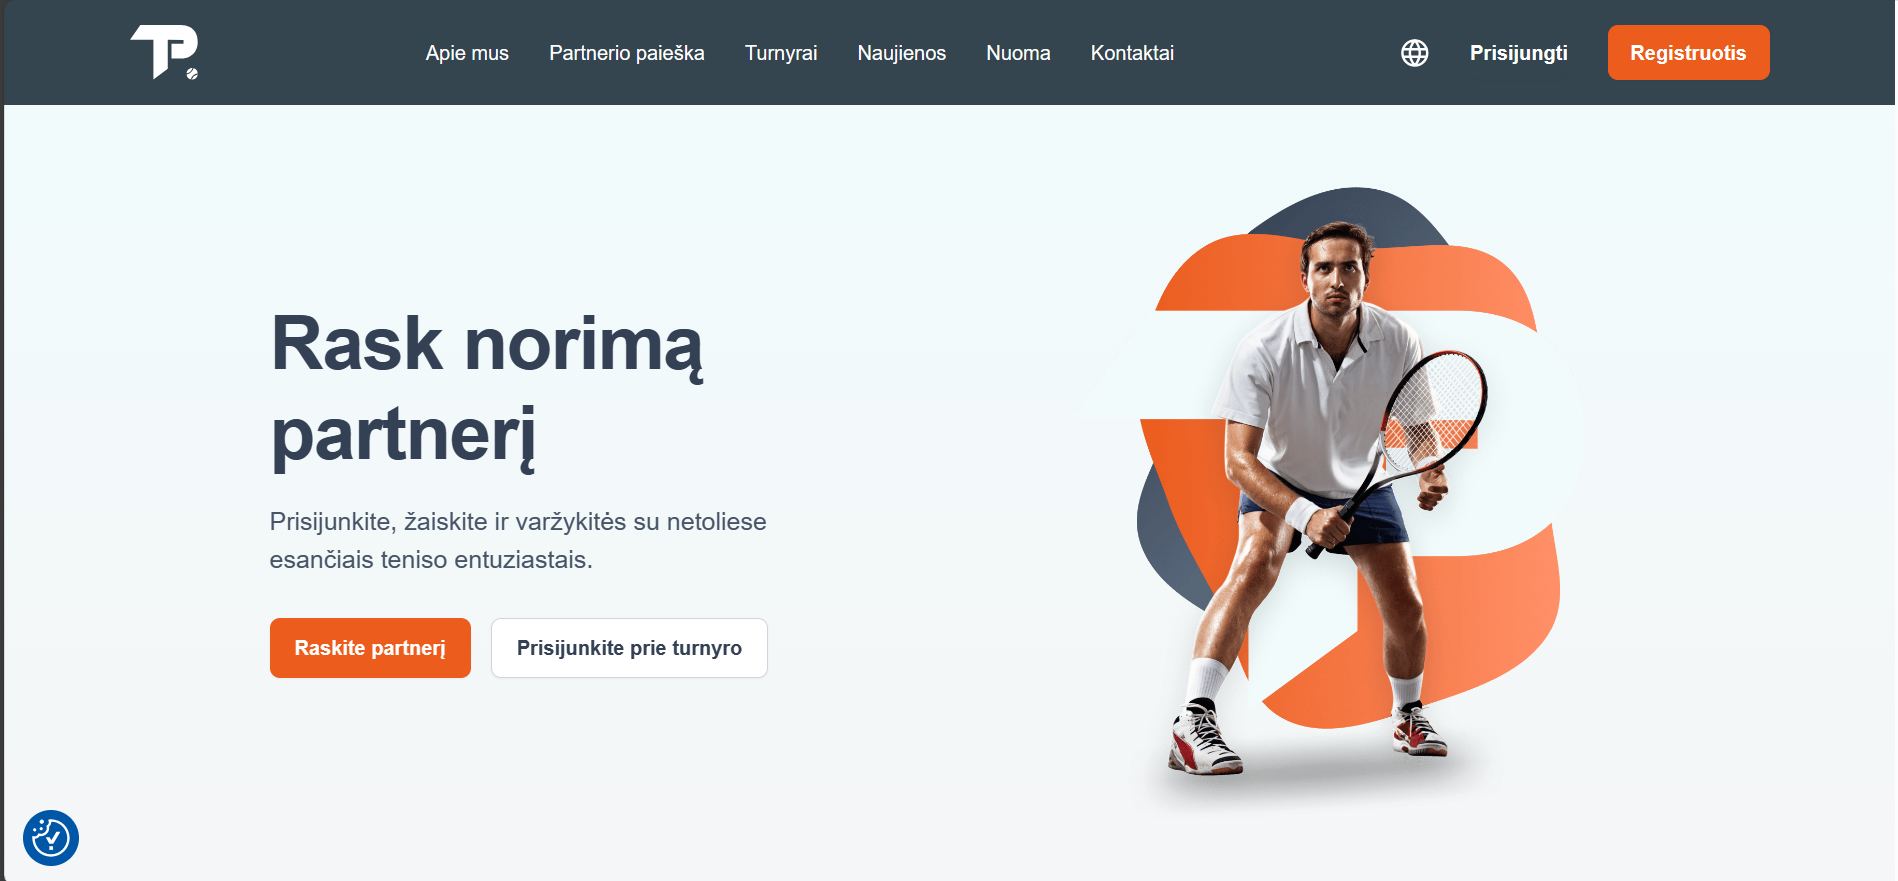 TP.
Apie mus
Partnerio paieška
Turnyrai
Naujienos
Nuoma
Kontaktai
Prisijungti
Registruotis
Rask norimą
partnerį
Prisijunkite, žaiskite ir varžykitės su netoliese
esančiais teniso entuziastais.
Raskite partnerį
Prisijunkite prie turnyro